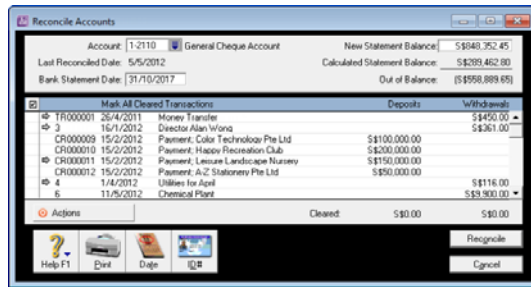 Reconcile Accounts
Account: 1-2110 General Cheque Account New Statement Balance: S$848,352.45
Last Reconciled Date: 5/5/2012 Calculated Statement Balance: S$289,462.80
Bank Statement Date: 31/10/2017 Out of Balance: (S$558,889.65)
Mark All Cleared Transactions Deposits Withdrawals
TR000001 26/4/2011 Money Transfer S$450.00
3 16/1/2012 Director Alan Wong S$361.00
CR000009 15/2/2012 Payment; Color Technology Pte Ltd S$100,000.00
CR000010 15/2/2012 Payment; Happy Recreation Club S$200,000.00
CR000011 15/2/2012 Payment; Leisure Landscape Nursery S$150,000.00
CR000012 15/2/2012 Payment; A-Z Stationery Pte Ltd S$50,000.00
4 1/4/2012 Utilities for April S$116.00
6 11/5/2012 Chemical Plant S$9,900.00
Actions Cleared: S$0.00 S$0.00
Help F1 Print Date ID# Reconcile
Cancel